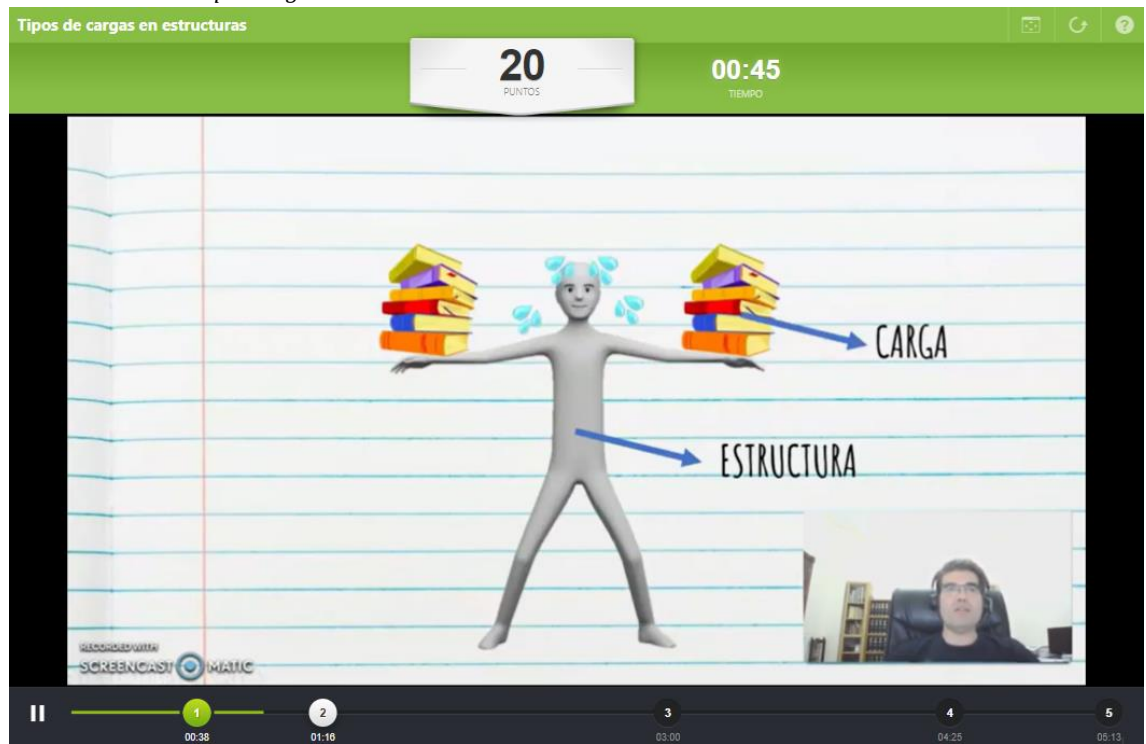 Tipos de cargas en estructuras
20
PUNTOS
00:45
TIEMPO
CARGA
ESTRUCTURA
RECORDED WITH
SCREENCAST MATIC
1
2
3
4
5
00:38
01:16
03:00
04:25
05:13